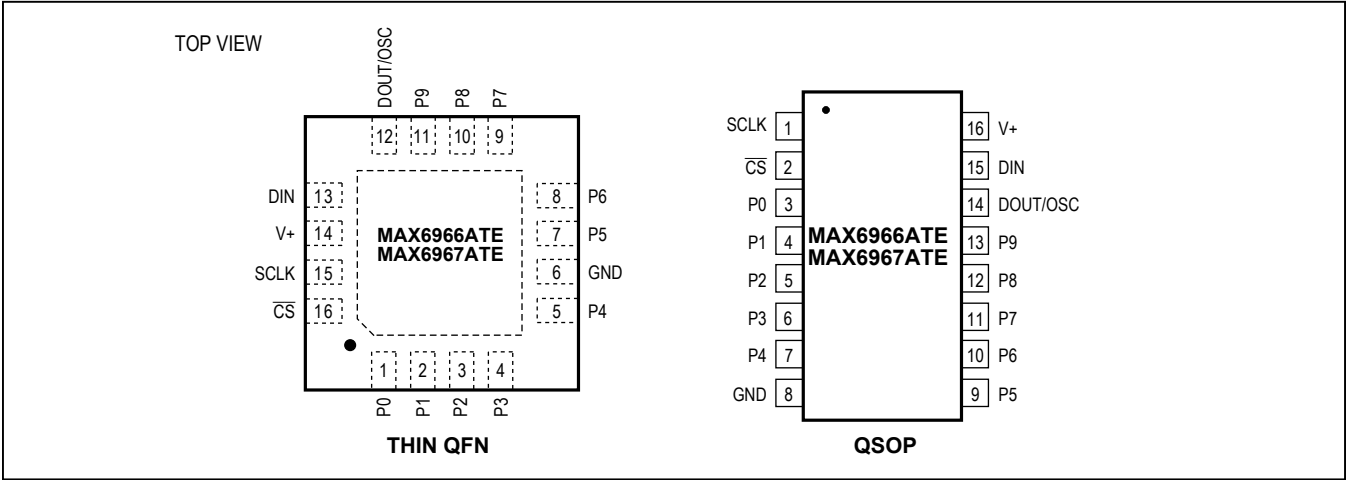 TOP VIEW
DOUT/OSC
P9
P8
P7
12
11
10
9
DIN 13
V+ 14
SCLK 15
CS 16
8 P6
7 P5
6 GND
5 P4
MAX6966ATE
MAX6967ATE
1
2
3
4
P0
P1
P2
P3
THIN QFN
SCLK 1
CS 2
P0 3
P1 4
P2 5
P3 6
P4 7
GND 8
MAX6966ATE
MAX6967ATE
16 V+
15 DIN
14 DOUT/OSC
13 P9
12 P8
11 P7
10 P6
9 P5
QSOP